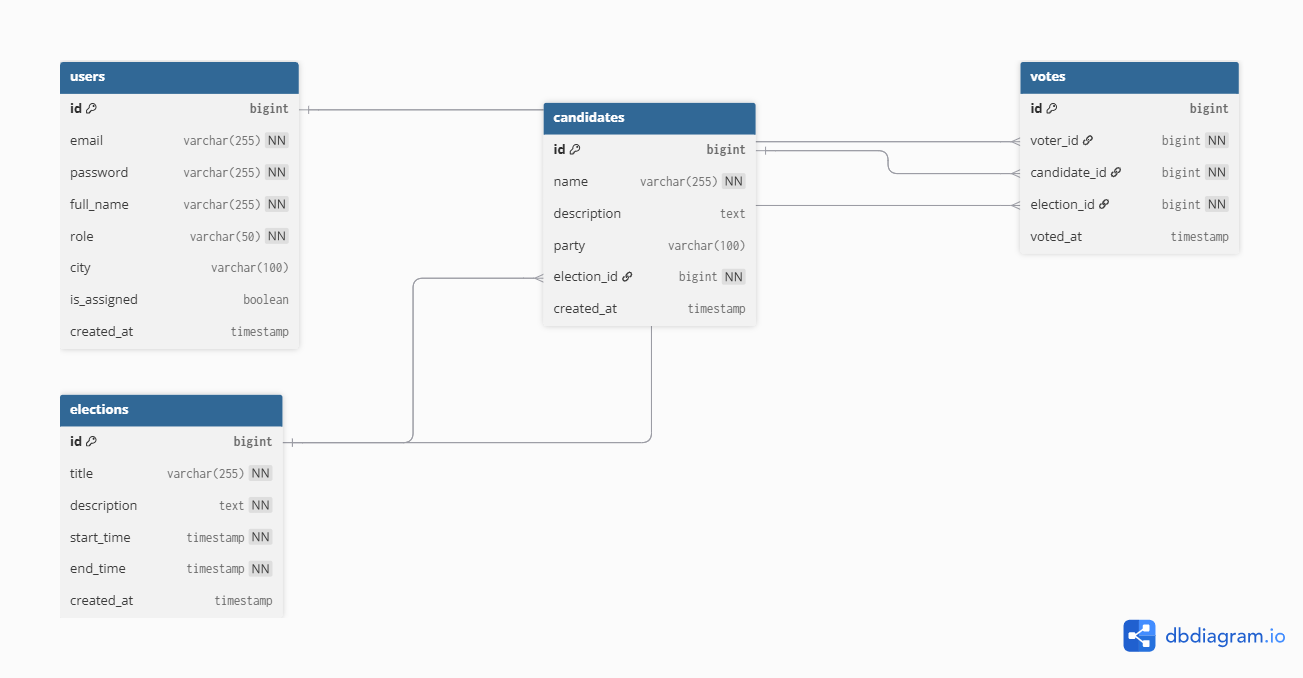 users
id bigint
email varchar(255) NN
password varchar(255) NN
full_name varchar(255) NN
role varchar(50) NN
city varchar(100)
is_assigned boolean
created_at timestamp
candidates
id bigint
name varchar(255) NN
description text
party varchar(100)
election_id bigint NN
created_at timestamp
votes
id bigint
voter_id bigint NN
candidate_id bigint NN
election_id bigint NN
voted_at timestamp
elections
id bigint
title varchar(255) NN
description text NN
start_time timestamp NN
end_time timestamp NN
created_at timestamp
dbdiagram.io